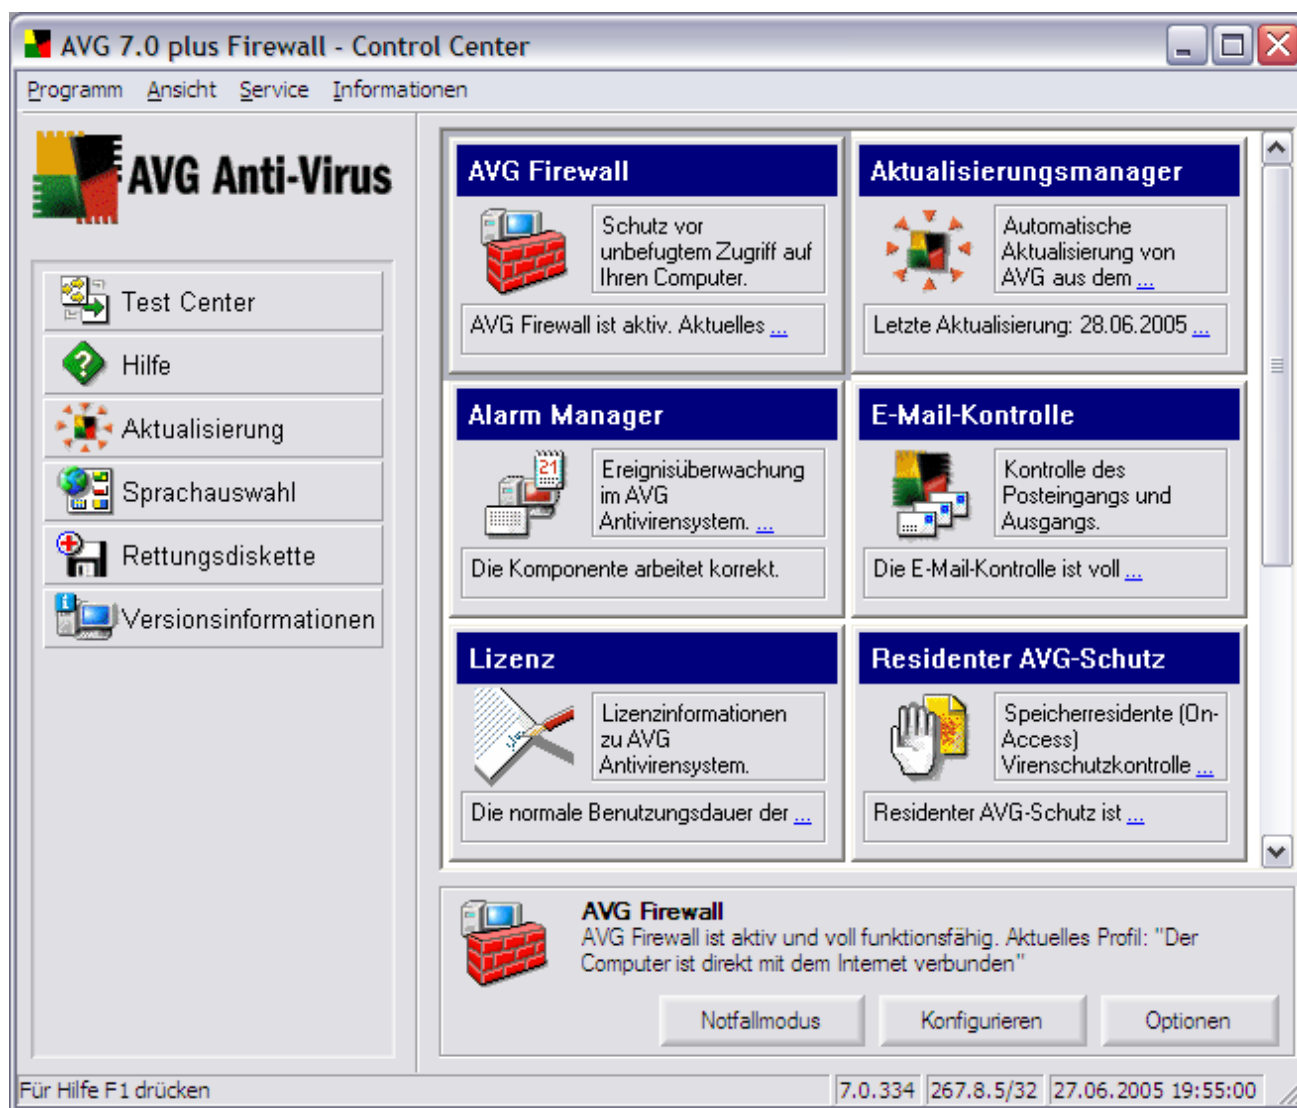 AVG 7.0 plus Firewall - Control Center
Programm Ansicht Service Informationen
AVG Anti-Virus
Test Center
Hilfe
Aktualisierung
Sprachauswahl
Rettungsdiskette
Versionsinformationen
AVG Firewall
Schutz vor
unbefugtem Zugriff auf
Ihren Computer.
AVG Firewall ist aktiv. Aktuelles ...
Aktualisierungsmanager
Automatische
Aktualisierung von
AVG aus dem ...
Letzte Aktualisierung: 28.06.2005 ...
Alarm Manager
21
Ereignisüberwachung
im AVG
Antivirensystem. ...
Die Komponente arbeitet korrekt.
E-Mail-Kontrolle
Kontrolle des
Posteingangs und
Ausgangs.
Die E-Mail-Kontrolle ist voll ...
Lizenz
Lizenzinformationen
zu AVG
Antivirensystem.
Die normale Benutzungsdauer der ...
Residenter AVG-Schutz
Speicherresidente (On-
Access)
Virenschutzkontrolle ...
Residenter AVG-Schutz ist ...
AVG Firewall
AVG Firewall ist aktiv und voll funktionsfähig. Aktuelles Profil: "Der
Computer ist direkt mit dem Internet verbunden"
Notfallmodus Konfigurieren Optionen
Für Hilfe F1 drücken 7.0.334 267.8.5/32 27.06.2005 19:55:00